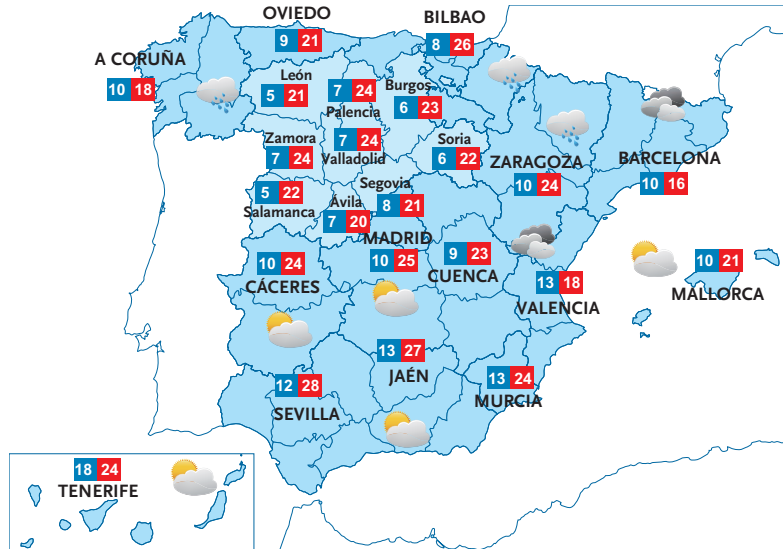 OVIEDO
9 21
BILBAO
8 26
A CORUÑA
10 18
León
5 21
7 24
Palencia
Burgos
6 23
Zamora
7 24
7 24
Valladolid
Soria
6 22
ZARAGOZA
10 24
BARCELONA
10 16
5 22
Salamanca
Ávila
7 20
Segovia
8 21
MADRID
10 25
9 23
CUENCA
10 24
CÁCERES
13 18
VALENCIA
10 21
MALLORCA
13 27
JAÉN
12 28
SEVILLA
13 24
MURCIA
18 24
TENERIFE